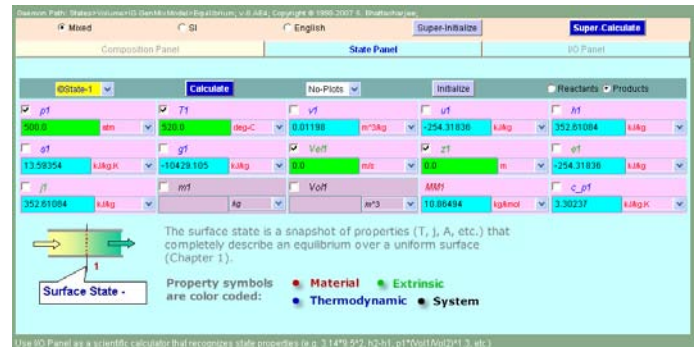 Daemon Path: States>Volume>IG GenMixModel>Equilibrium; v-8.AEA; Copyright © 1998-2007 S. Bhattacharjee;
Mixed SI English Super-Initialize Super-Calculate
Composition Panel State Panel I/O Panel
©State-1 Calculate No-Plots Initialize Reactants Products
p1 T1 v1 u1 h1
500.0 atm 520.0 deg-C 0.01198 m^3/kg -254.31836 kJ/kg 352.61084 kJ/kg
s1 g1 Vel1 z1 e1
13.59354 kJ/kg.K -10429.105 kJ/kg 0.0 m/s 0.0 m -254.31836 kJ/kg
j1 m1 Vol1 MM1 c_p1
352.61084 kJ/kg kg m^3 10.86494 kg/kmol 3.30237 kJ/kg.K
The surface state is a snapshot of properties (T, j, A, etc.) that
completely describe an equilibrium over a uniform surface
(Chapter 1).
1
Surface State -
Property symbols
are color coded:
Material Extrinsic
Thermodynamic System
Use I/O Panel as a scientific calculator that recognizes state properties (e.g. 3.14*9.5^2, h2-h1, p1*(Vol1/Vol2)^1.3, etc.)